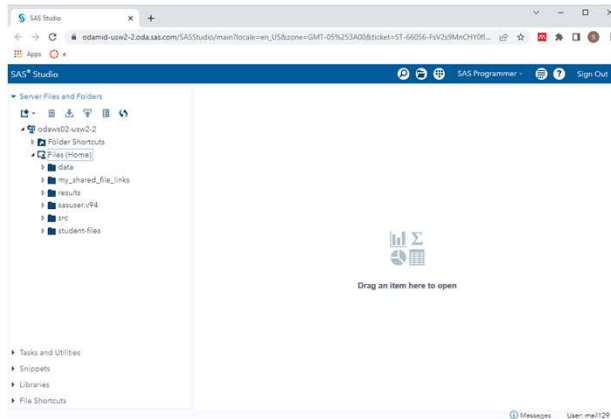 SAS Studio
odamid-usw2-2.oda.sas.com/SASStudio/main?locale=en_US&zone=GMT-05%253A00&ticket=ST-66056-FsV2s9MnCHY0fl...
Apps
SAS® Studio
SAS Programmer
Sign Out
Server Files and Folders
odaws02-usw2-2
Folder Shortcuts
Files (Home)
data
my_shared_file_links
results
sasuser.v94
src
student-files
Drag an item here to open
Tasks and Utilities
Snippets
Libraries
File Shortcuts
Messages User: mail129